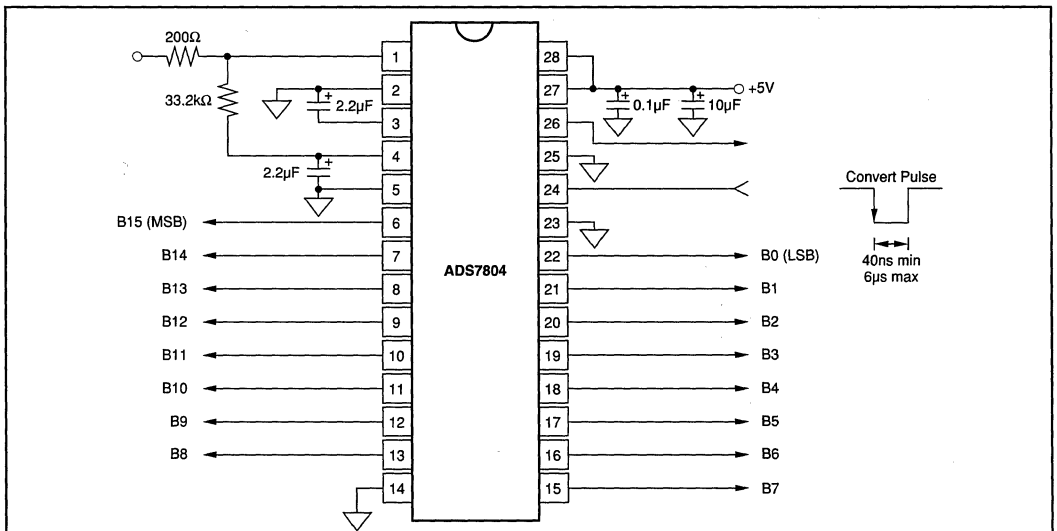 200Ω
33.2kΩ
2.2µF
2.2µF
0.1µF
10µF
+5V
ADS7804
1
2
3
4
5
6
7
8
9
10
11
12
13
14
28
27
26
25
24
23
22
21
20
19
18
17
16
15
B15 (MSB)
B14
B13
B12
B11
B10
B9
B8
B0 (LSB)
B1
B2
B3
B4
B5
B6
B7
+
+
+
+
Convert Pulse
40ns min
6µs max